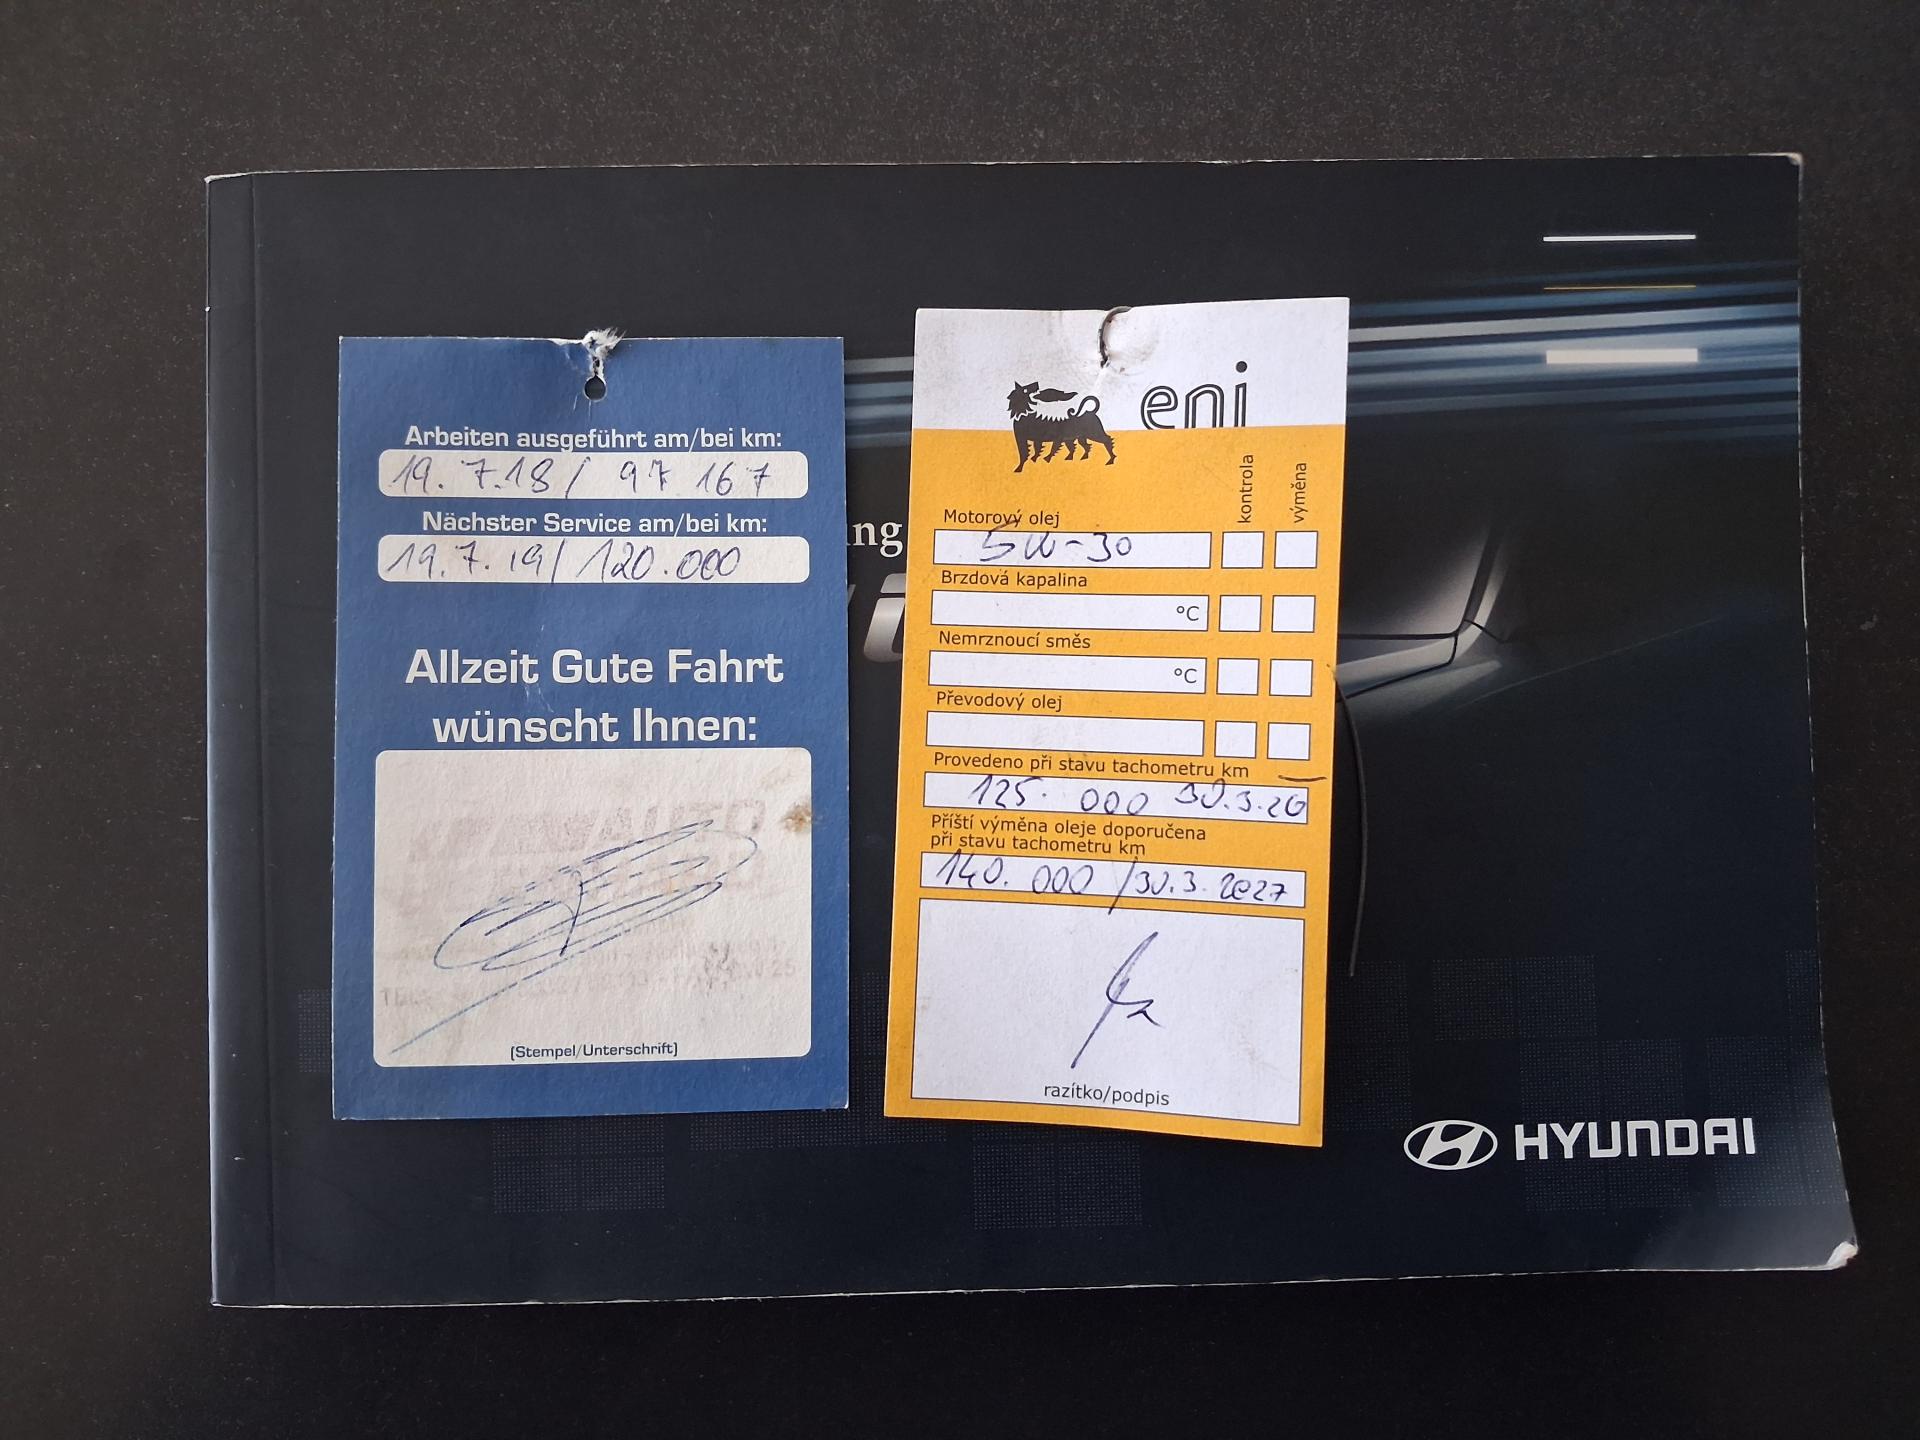 Arbeiten ausgeführt am/bei km:
19. 7.18 / 97 167
Nächster Service am/bei km:
19. 7. 19 / 120.000
Allzeit Gute Fahrt
wünscht Ihnen:
(Stempel/Unterschrift)
eni
kontrola
výměna
Motorový olej
5W-30
Brzdová kapalina
°C
Nemrznoucí směs
°C
Převodový olej
Provedeno při stavu tachometru km
125. 000 30.3.26
Příští výměna oleje doporučena
při stavu tachometru km
140. 000 / 30.3. 2027
razítko/podpis
HYUNDAI